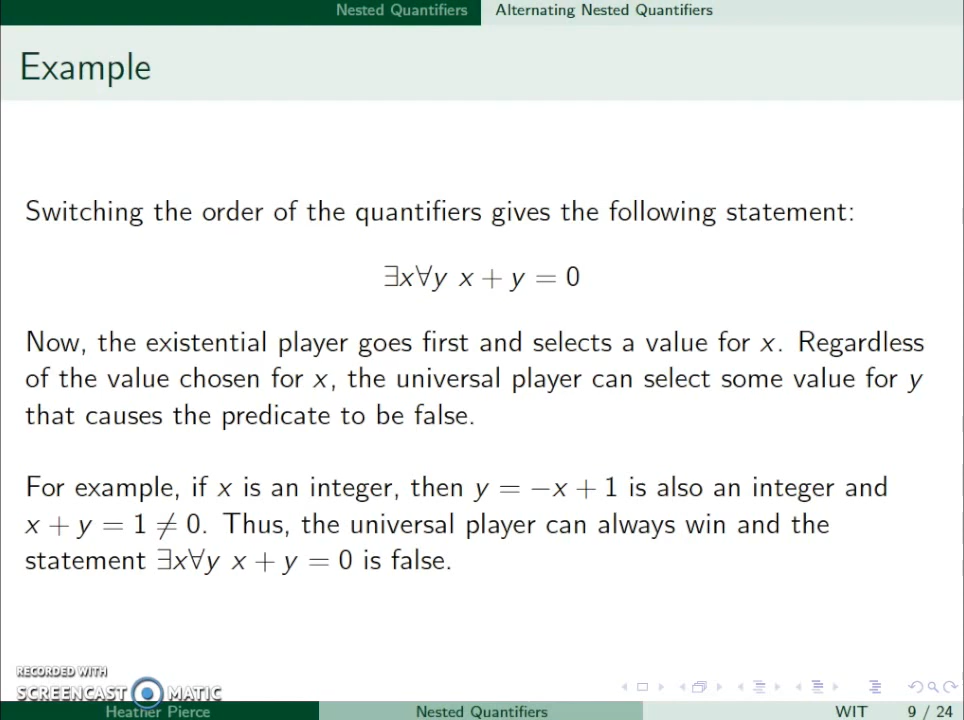 Nested Quantifiers Alternating Nested Quantifiers
Example
Switching the order of the quantifiers gives the following statement:
∃x∀y x + y = 0
Now, the existential player goes first and selects a value for x. Regardless
of the value chosen for x, the universal player can select some value for y
that causes the predicate to be false.
For example, if x is an integer, then y = −x + 1 is also an integer and
x + y = 1 ≠ 0. Thus, the universal player can always win and the
statement ∃x∀y x + y = 0 is false.
RECORDED WITH
SCREENCAST MATIC
Heather Pierce Nested Quantifiers WIT 9 / 24